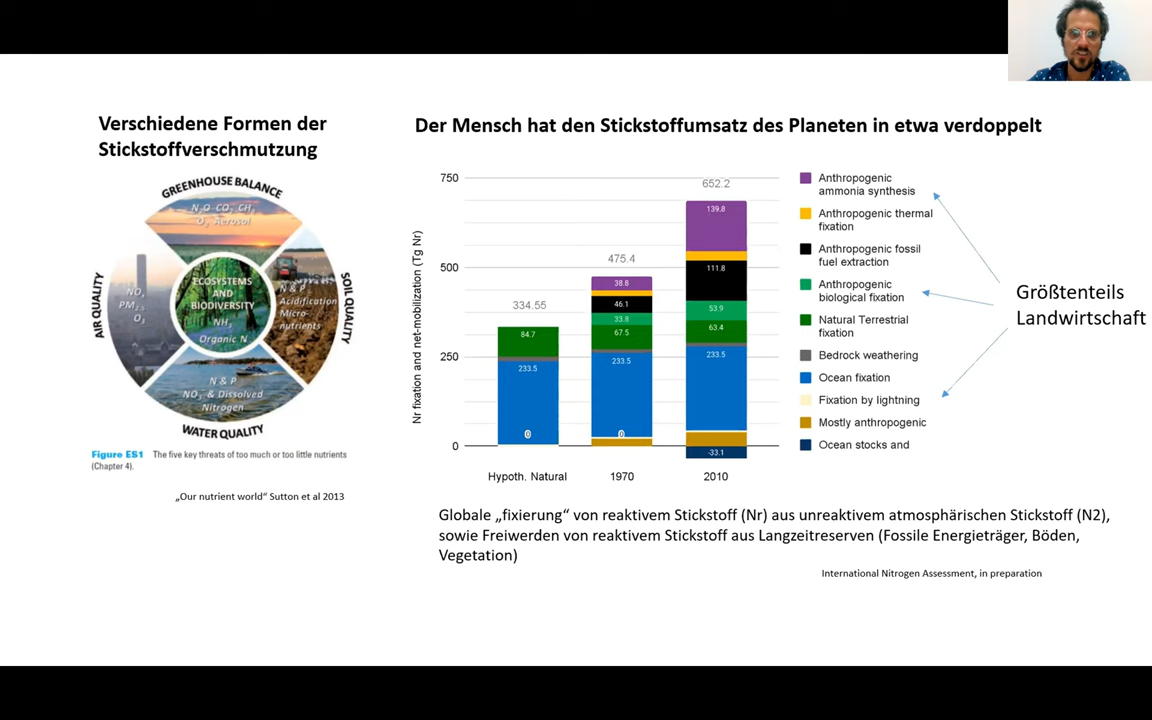 Verschiedene Formen der
Stickstoffverschmutzung
GREENHOUSE BALANCE
N2O CO2 CH4
O3 Aerosol
AIR QUALITY
NOx
PM2.5
O3
ECOSYSTEMS
AND
BIODIVERSITY
NH3
Organic N
N & P
Acidification
Micro-
nutrients
SOIL QUALITY
N & P
NO3 & Dissolved
Nitrogen
WATER QUALITY
Figure ES1 The five key threats of too much or too little nutrients
(Chapter 4).
„Our nutrient world“ Sutton et al 2013
Der Mensch hat den Stickstoffumsatz des Planeten in etwa verdoppelt
Nr fixation and net-mobilization (Tg Nr)
750
500
250
0
334.55
84.7
233.5
0
Hypoth. Natural
475.4
38.8
46.1
33.8
67.5
233.5
0
1970
652.2
139.8
111.8
53.9
63.4
233.5
-33.1
2010
Anthropogenic
ammonia synthesis
Anthropogenic thermal
fixation
Anthropogenic fossil
fuel extraction
Anthropogenic
biological fixation
Natural Terrestrial
fixation
Bedrock weathering
Ocean fixation
Fixation by lightning
Mostly anthropogenic
Ocean stocks and
Größtenteils
Landwirtschaft
Globale „fixierung“ von reaktivem Stickstoff (Nr) aus unreaktivem atmosphärischen Stickstoff (N2),
sowie Freiwerden von reaktivem Stickstoff aus Langzeitreserven (Fossile Energieträger, Böden,
Vegetation)
International Nitrogen Assessment, in preparation